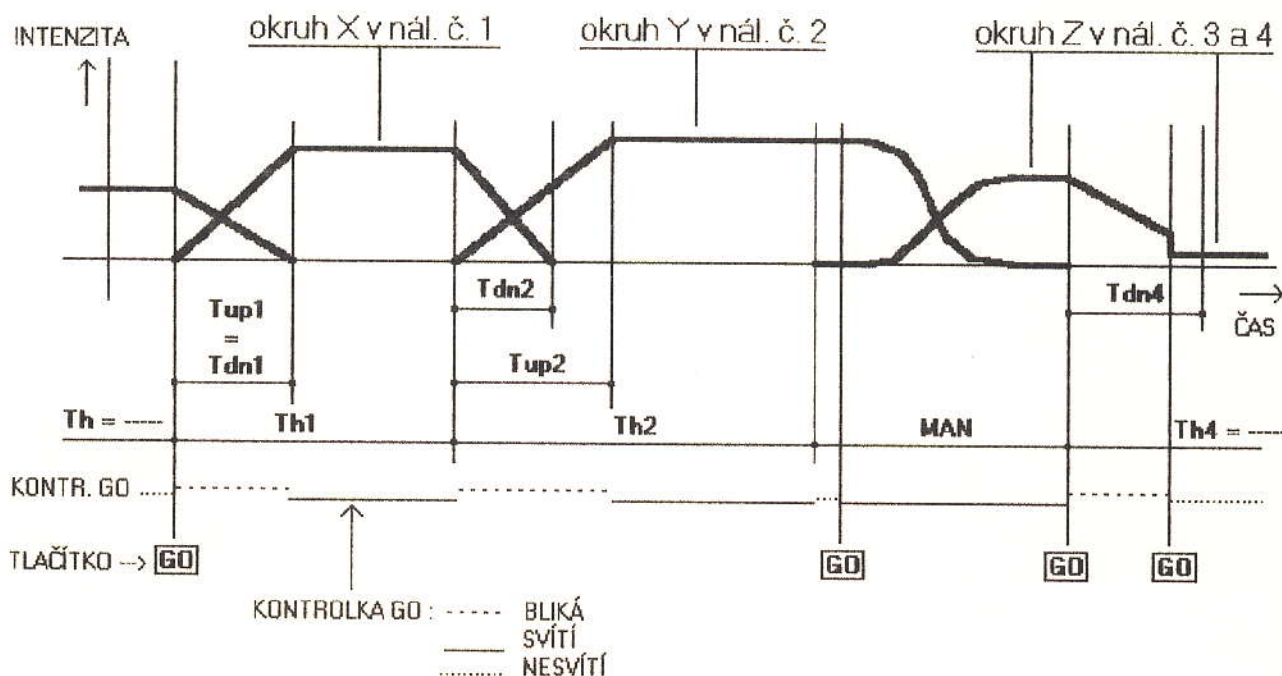 INTENZITA
okruh X v nál. č. 1
okruh Y v nál. č. 2
okruh Z v nál. č. 3 a 4
Tup1
=
Tdn1
Tdn2
Tup2
Tdn4
ČAS
Th = -----
Th1
Th2
MAN
Th4 = -----
KONTR. GO .....
TLAČÍTKO --> GO
GO
GO
GO
KONTROLKA GO : ------ BLIKÁ
SVÍTÍ
.......... NESVÍTÍ